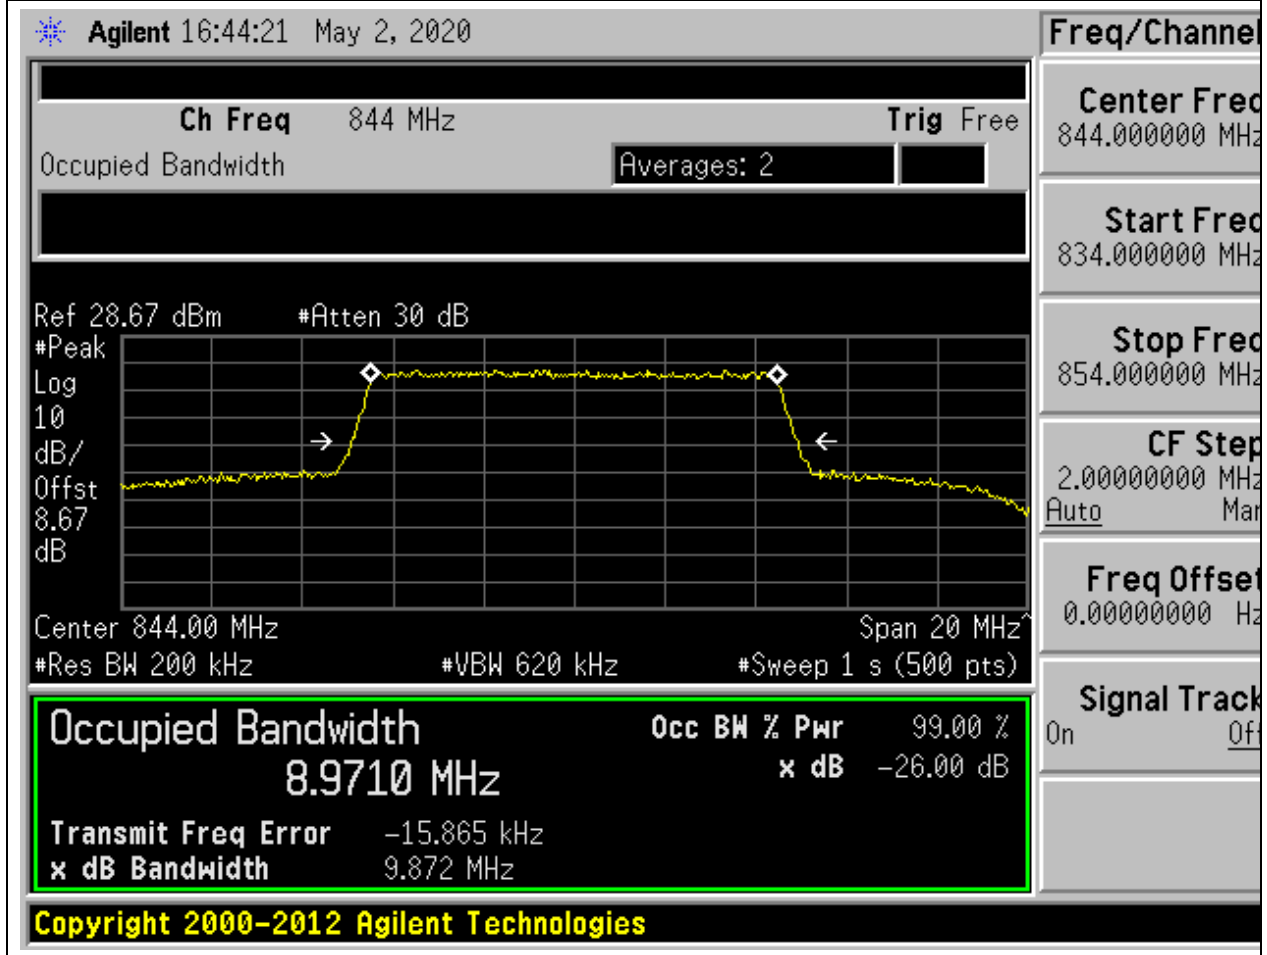 Agilent 16:44:21 May 2, 2020
Ch Freq 844 MHz Trig Free
Occupied Bandwidth Averages: 2
Ref 28.67 dBm #Atten 30 dB
#Peak
Log
10
dB/
Offst
8.67
dB
Center 844.00 MHz Span 20 MHz^
#Res BW 200 kHz #VBW 620 kHz #Sweep 1 s (500 pts)
Occupied Bandwidth Occ BW % Pwr 99.00 %
8.9710 MHz x dB -26.00 dB
Transmit Freq Error -15.865 kHz
x dB Bandwidth 9.872 MHz
Copyright 2000-2012 Agilent Technologies
Freq/Channel
Center Freq
844.000000 MHz
Start Freq
834.000000 MHz
Stop Freq
854.000000 MHz
CF Step
2.00000000 MHz
Auto Man
Freq Offset
0.00000000 Hz
Signal Track
On Off